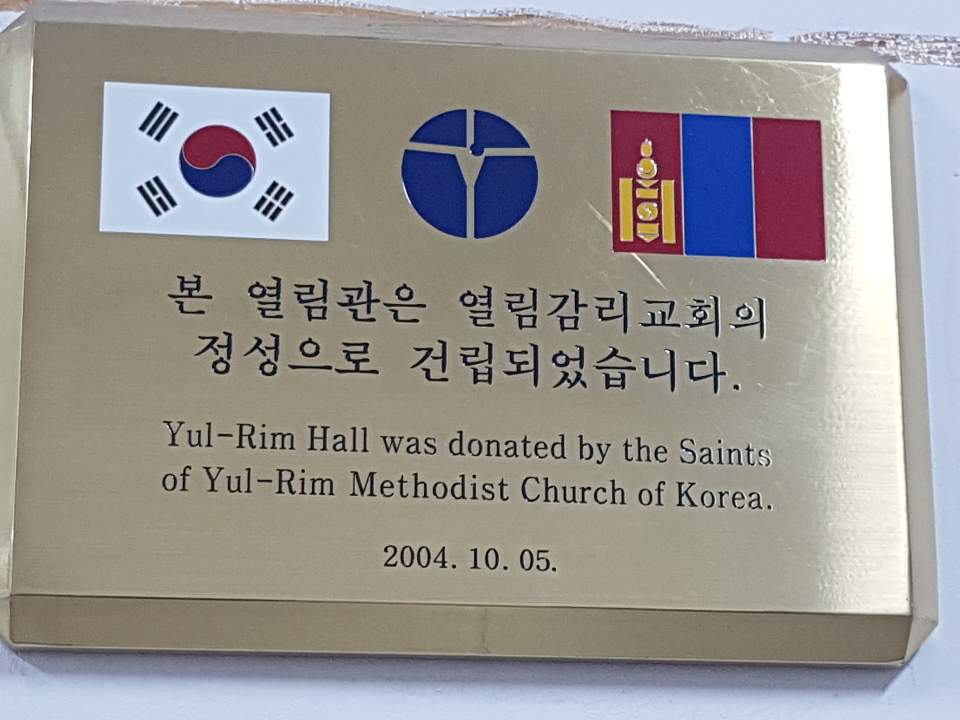 본 열림관은 열림감리교회의
정성으로 건립되었습니다.
Yul-Rim Hall was donated by the Saints
of Yul-Rim Methodist Church of Korea.
2004. 10. 05.